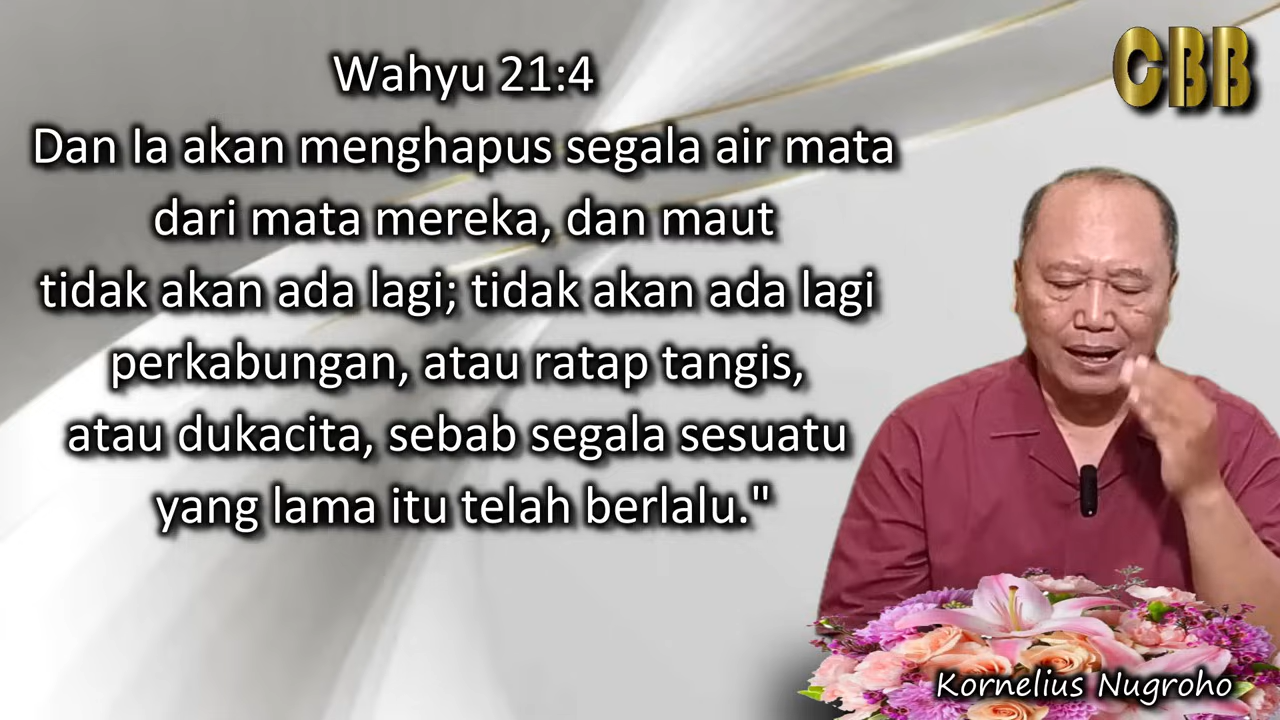 CBB
Wahyu 21:4
Dan Ia akan menghapus segala air mata
dari mata mereka, dan maut
tidak akan ada lagi; tidak akan ada lagi
perkabungan, atau ratap tangis,
atau dukacita, sebab segala sesuatu
yang lama itu telah berlalu."
Kornelius Nugroho